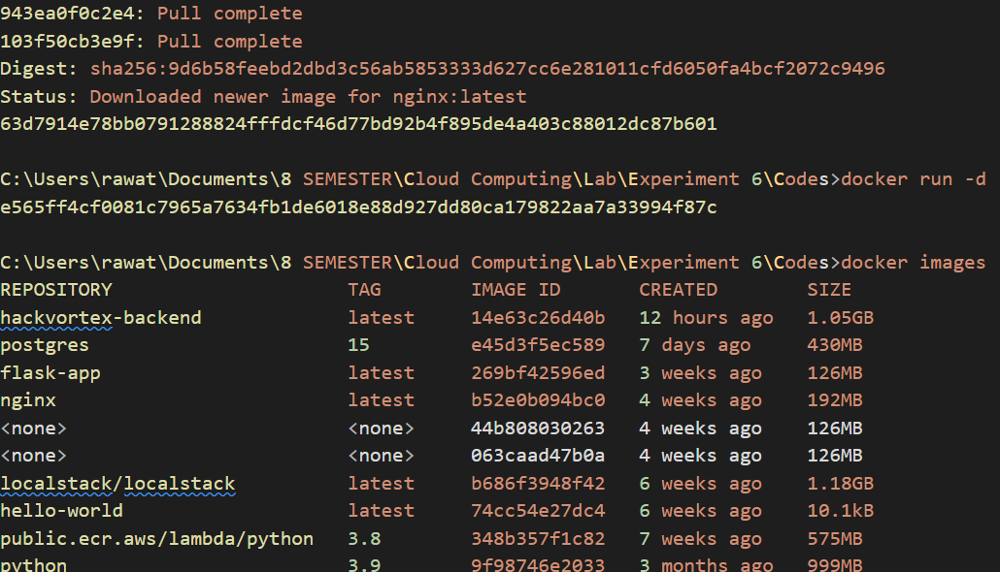 943ea0f0c2e4: Pull complete
103f50cb3e9f: Pull complete
Digest: sha256:9d6b58feebd2dbd3c56ab5853333d627cc6e281011cfd6050fa4bcf2072c9496
Status: Downloaded newer image for nginx:latest
63d7914e78bb0791288824fffdcf46d77bd92b4f895de4a403c88012dc87b601
C:\Users\rawat\Documents\8 SEMESTER\Cloud Computing\Lab\Experiment 6\Codes>docker run -d
e565ff4cf0081c7965a7634fb1de6018e88d927dd80ca179822aa7a33994f87c
C:\Users\rawat\Documents\8 SEMESTER\Cloud Computing\Lab\Experiment 6\Codes>docker images
REPOSITORY TAG IMAGE ID CREATED SIZE
hackvortex-backend latest 14e63c26d40b 12 hours ago 1.05GB
postgres 15 e45d3f5ec589 7 days ago 430MB
flask-app latest 269bf42596ed 3 weeks ago 126MB
nginx latest b52e0b094bc0 4 weeks ago 192MB
<none> <none> 44b808030263 4 weeks ago 126MB
<none> <none> 063caad47b0a 4 weeks ago 126MB
localstack/localstack latest b686f3948f42 6 weeks ago 1.18GB
hello-world latest 74cc54e27dc4 6 weeks ago 10.1kB
public.ecr.aws/lambda/python 3.8 348b357f1c82 7 weeks ago 575MB
python 3.9 9f98746e2033 3 months ago 999MB